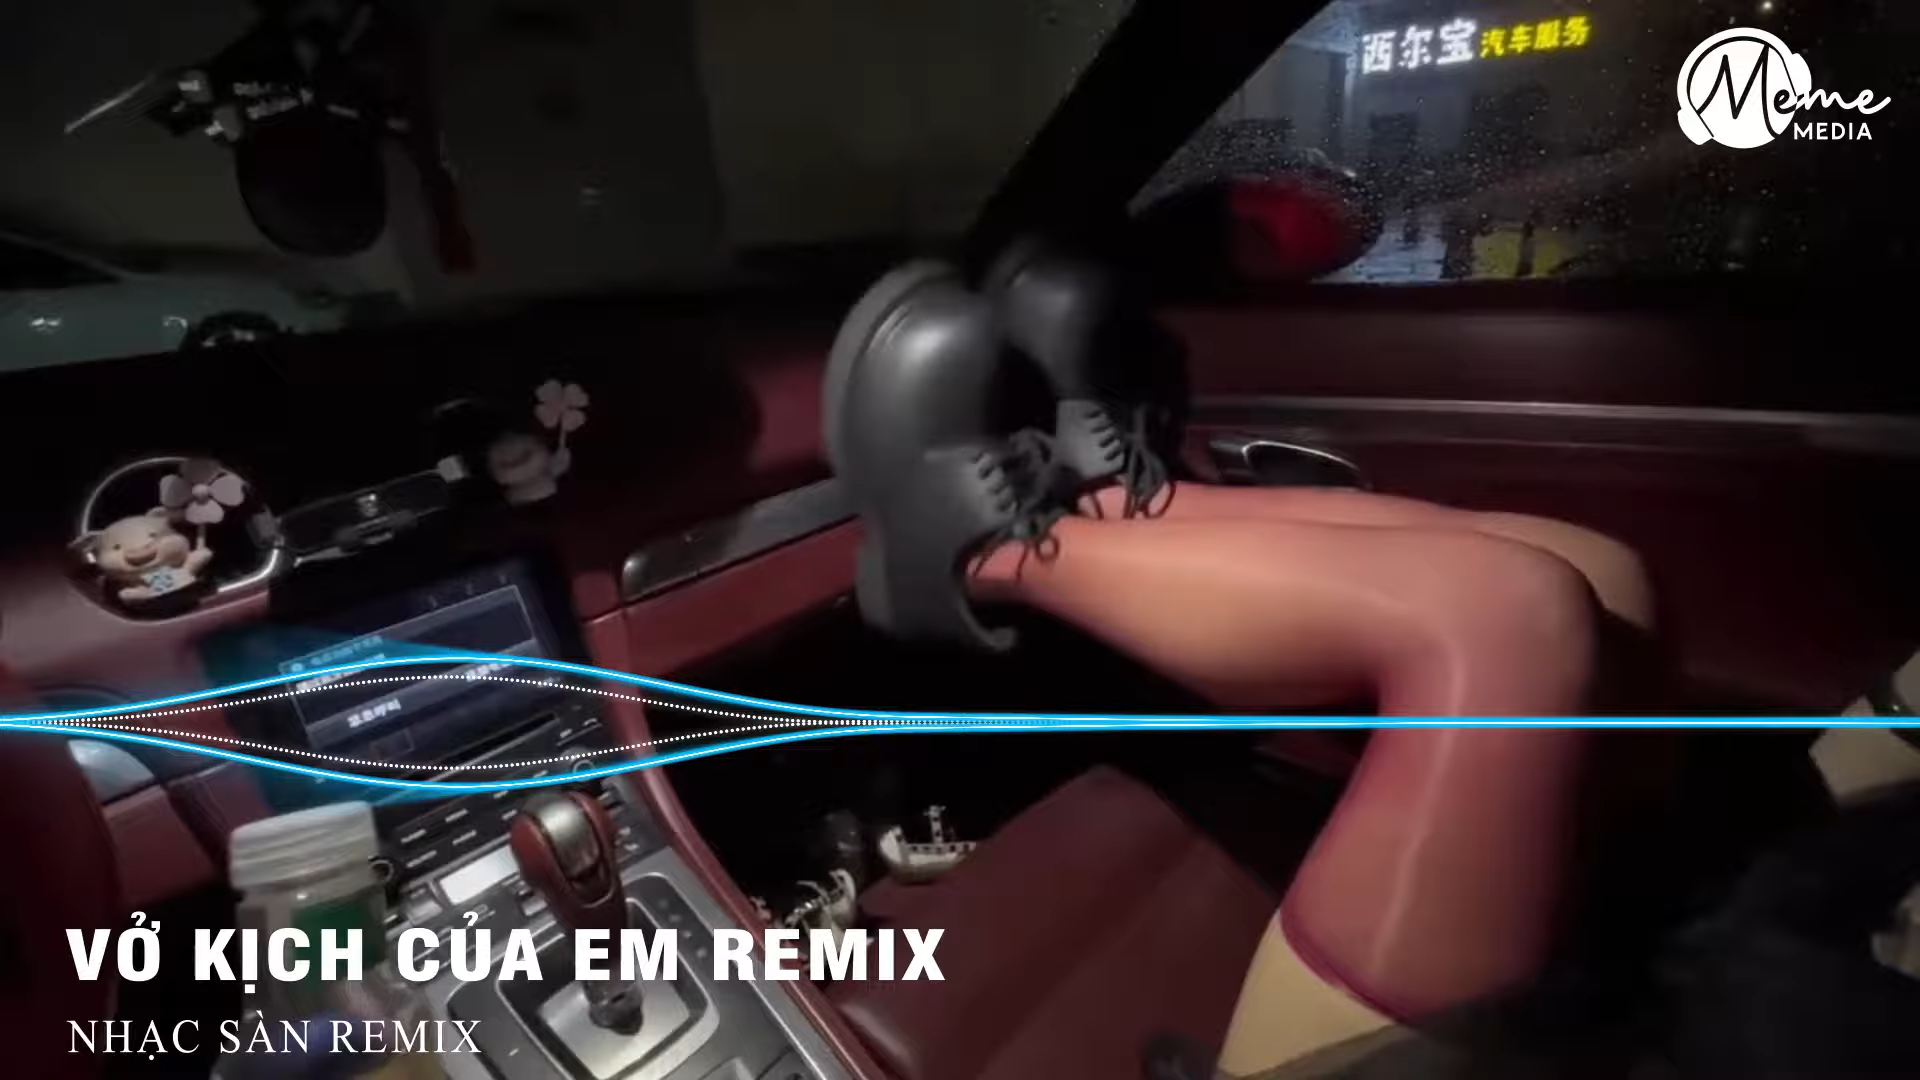 西尔宝 汽车服务
Meme
MEDIA
VỞ KỊCH CỦA EM REMIX
NHẠC SÀN REMIX